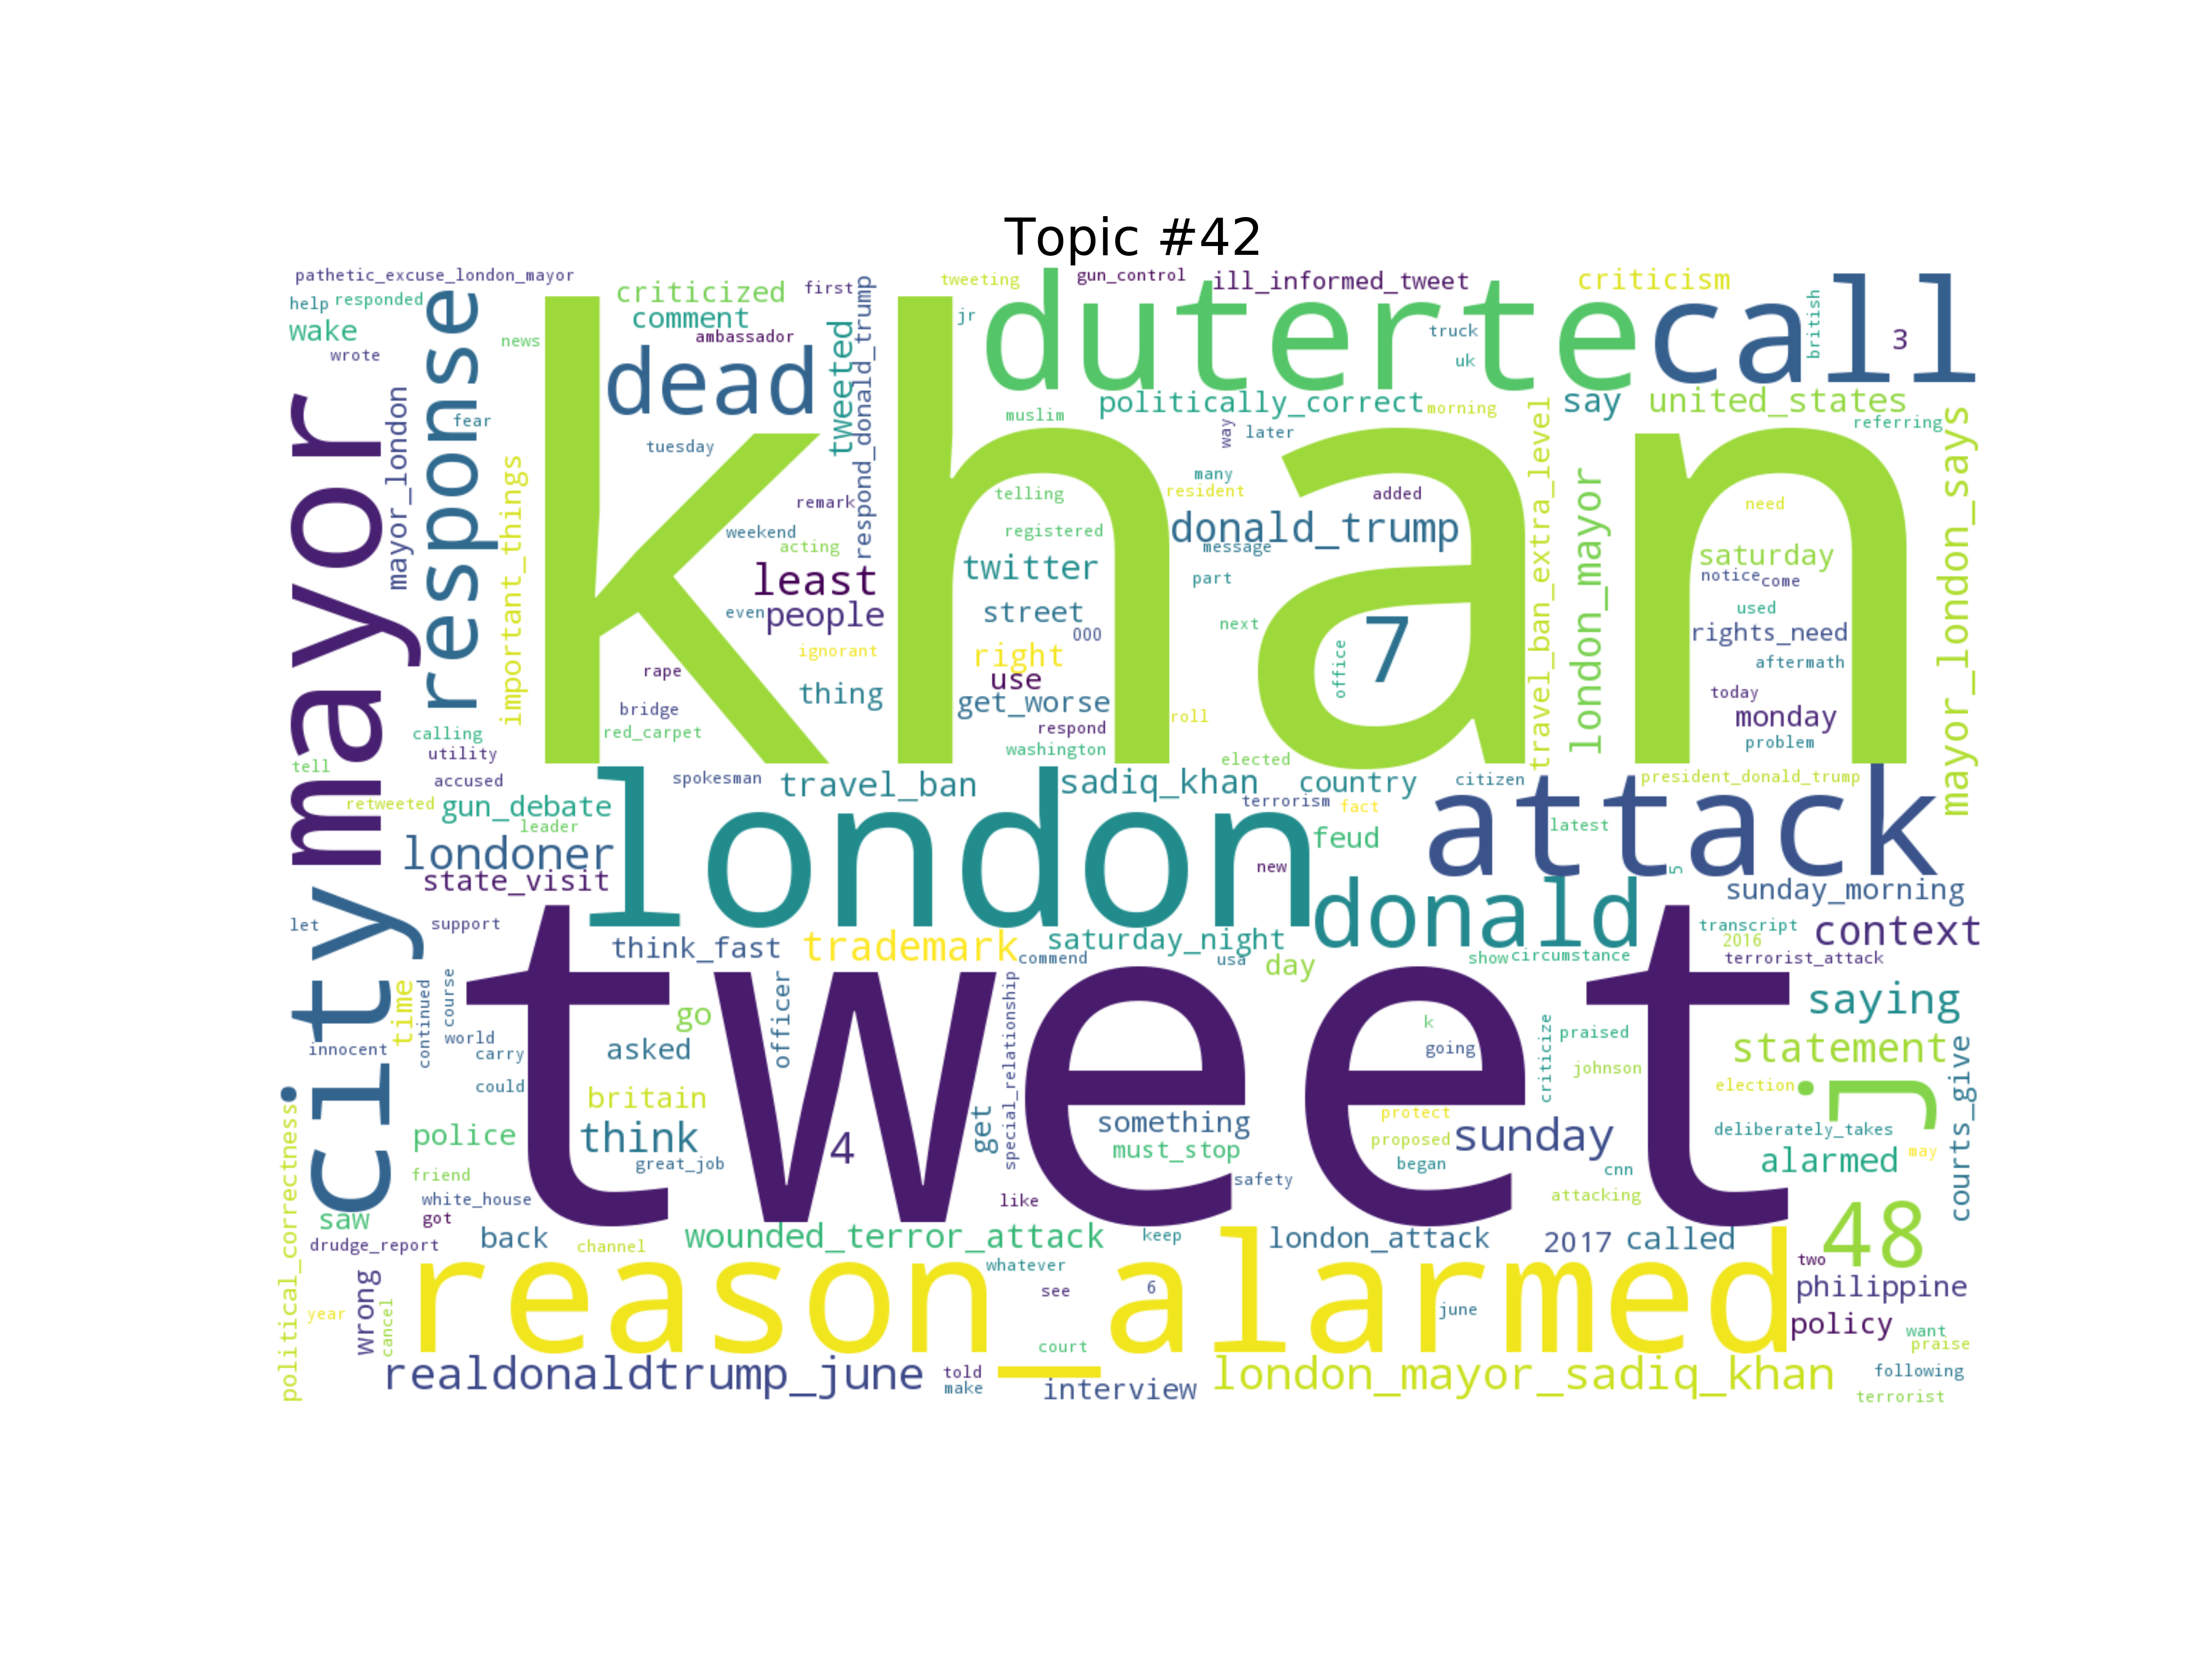 Topic #42
pathetic_excuse_london_mayor
help responded
wake
wrote
mayor
city
response
mayor_london
news
fear
important_things
criticized
first
comment
ambassador
dead
tweeted
respond_donald_trump
tuesday
khan
tweeting
gun_control
ill_informed_tweet
criticism
jr
duterte
call
truck
uk
british
3
muslim
politically_correct
morning
say
united_states
referring
way
later
travel_ban_extra_level
london_mayor
mayor_london_says
many
resident
telling
remark
added
need
weekend
registered
donald_trump
acting
message
saturday
twitter
least
part
notice
come
even
people
street
000
next
used
7
office
rights_need
ignorant
right
rape
use
aftermath
thing
get_worse
today
bridge
respond
roll
monday
calling
red_carpet
washington
problem
utility
tell
elected
accused
spokesman
travel_ban
sadiq_khan
country
citizen
president_donald_trump
retweeted
gun_debate
london
terrorism
fact
attack
leader
feud
latest
londoner
state_visit
new
5
donald
sunday_morning
let
support
think_fast
trademark
saturday_night
commend
usa
day
show
circumstance
transcript
2016
context
terrorist_attack
tweet
time
continued
course
world
carry
innocent
could
go
asked
officer
special_relationship
k
going
criticize
praised
johnson
saying
statement
j
courts_give
election
britain
get
something
protect
police
think
4
great_job
must_stop
proposed
sunday
began
cnn
deliberately_takes
alarmed
may
friend
white_house
political_correctness
saw
got
like
safety
attacking
48
drudge_report
back
channel
wounded_terror_attack
keep
london_attack
2017
called
two
whatever
reason_alarmed
see
6
june
philippine
year
wrong
cancel
policy
want
praise
court
realdonaldtrump_june
told
make
interview
london_mayor_sadiq_khan
following
terrorist